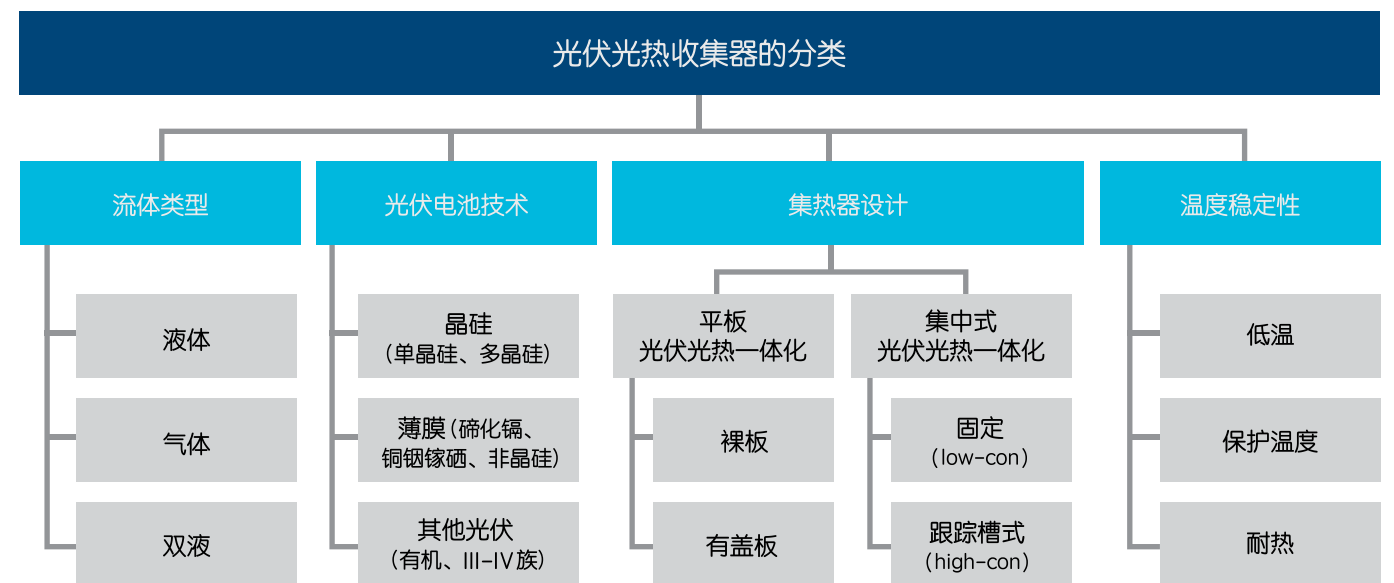 光伏光热收集器的分类
流体类型
光伏电池技术
集热器设计
温度稳定性
液体
气体
双液
晶硅
（单晶硅、多晶硅）
薄膜（碲化镉、
铜铟镓硒、非晶硅）
其他光伏
（有机、III-IV族）
平板
光伏光热一体化
裸板
有盖板
集中式
光伏光热一体化
固定
（low-con）
跟踪槽式
（high-con）
低温
保护温度
耐热